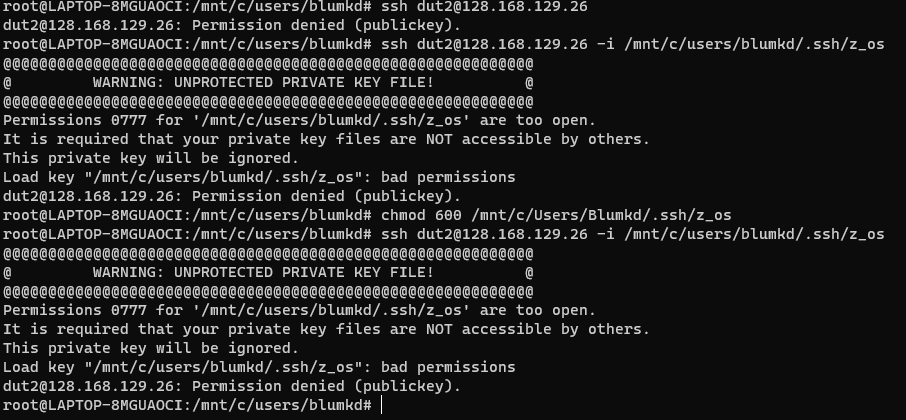 root@LAPTOP-8MGUAOCI:/mnt/c/users/blumkd# ssh dut2@128.168.129.26
dut2@128.168.129.26: Permission denied (publickey).
root@LAPTOP-8MGUAOCI:/mnt/c/users/blumkd# ssh dut2@128.168.129.26 -i /mnt/c/users/blumkd/.ssh/z_os
@@@@@@@@@@@@@@@@@@@@@@@@@@@@@@@@@@@@@@@@@@@@@@@@@@@@@@@@@@@
@         WARNING: UNPROTECTED PRIVATE KEY FILE!          @
@@@@@@@@@@@@@@@@@@@@@@@@@@@@@@@@@@@@@@@@@@@@@@@@@@@@@@@@@@@
Permissions 0777 for '/mnt/c/users/blumkd/.ssh/z_os' are too open.
It is required that your private key files are NOT accessible by others.
This private key will be ignored.
Load key "/mnt/c/users/blumkd/.ssh/z_os": bad permissions
dut2@128.168.129.26: Permission denied (publickey).
root@LAPTOP-8MGUAOCI:/mnt/c/users/blumkd# chmod 600 /mnt/c/Users/Blumkd/.ssh/z_os
root@LAPTOP-8MGUAOCI:/mnt/c/users/blumkd# ssh dut2@128.168.129.26 -i /mnt/c/users/blumkd/.ssh/z_os
@@@@@@@@@@@@@@@@@@@@@@@@@@@@@@@@@@@@@@@@@@@@@@@@@@@@@@@@@@@
@         WARNING: UNPROTECTED PRIVATE KEY FILE!          @
@@@@@@@@@@@@@@@@@@@@@@@@@@@@@@@@@@@@@@@@@@@@@@@@@@@@@@@@@@@
Permissions 0777 for '/mnt/c/users/blumkd/.ssh/z_os' are too open.
It is required that your private key files are NOT accessible by others.
This private key will be ignored.
Load key "/mnt/c/users/blumkd/.ssh/z_os": bad permissions
dut2@128.168.129.26: Permission denied (publickey).
root@LAPTOP-8MGUAOCI:/mnt/c/users/blumkd#